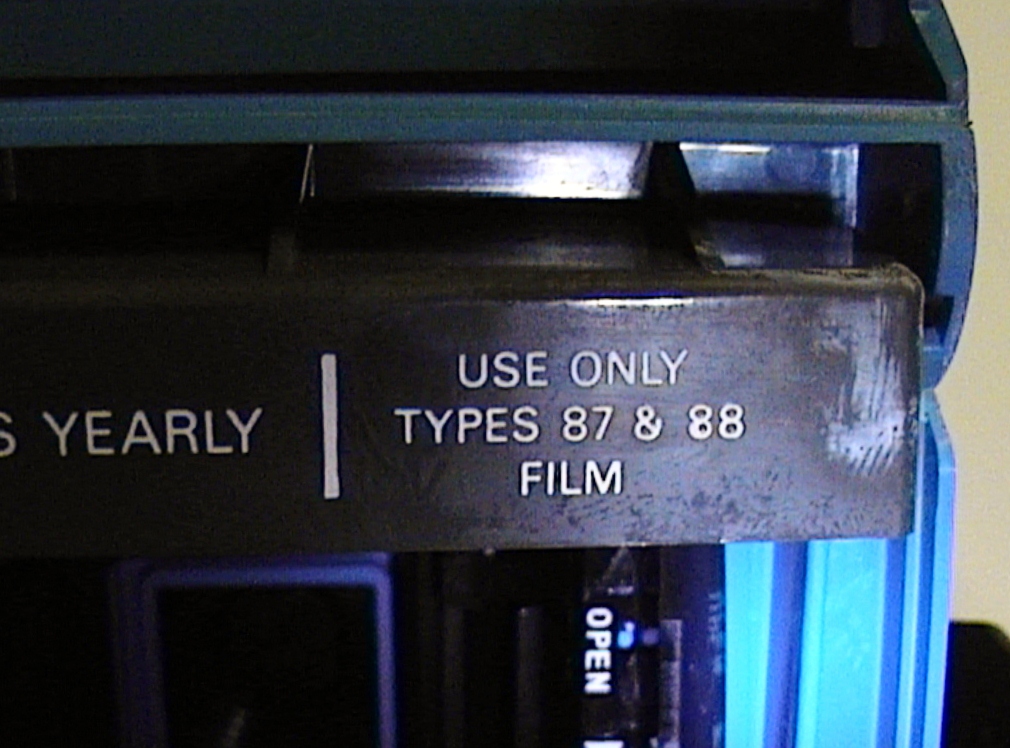 S YEARLY
USE ONLY
TYPES 87 & 88
FILM
OPEN